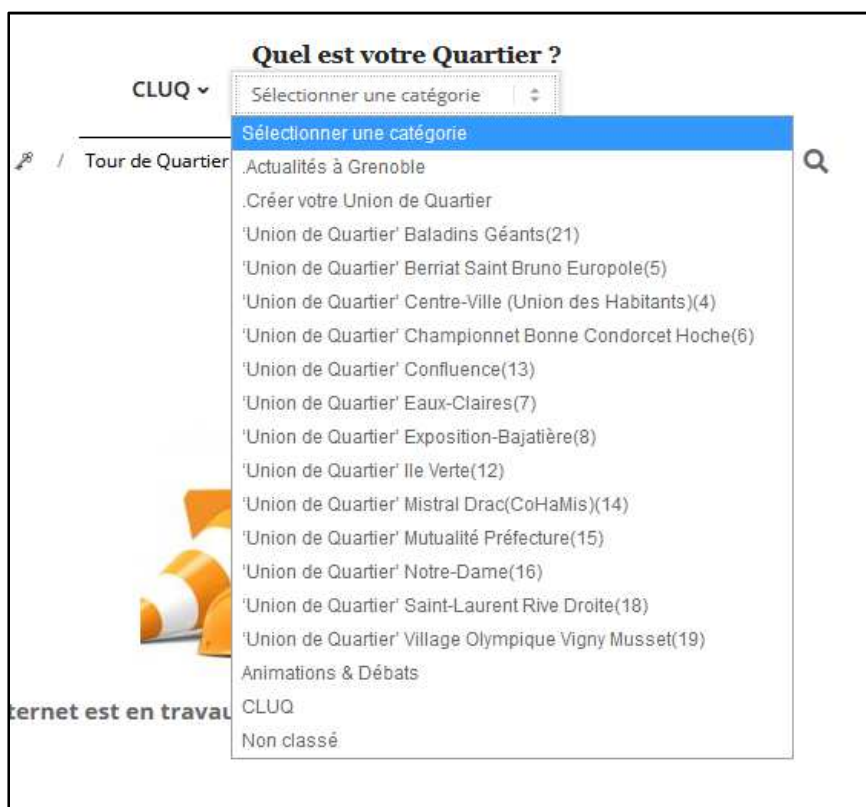 Quel est votre Quartier ?
CLUQ
Sélectionner une catégorie
Sélectionner une catégorie
/ Tour de Quartier
.Actualités à Grenoble
.Créer votre Union de Quartier
‘Union de Quartier’ Baladins Géants(21)
‘Union de Quartier’ Berriat Saint Bruno Europole(5)
‘Union de Quartier’ Centre-Ville (Union des Habitants)(4)
‘Union de Quartier’ Championnet Bonne Condorcet Hoche(6)
‘Union de Quartier’ Confluence(13)
‘Union de Quartier’ Eaux-Claires(7)
‘Union de Quartier’ Exposition-Bajatière(8)
‘Union de Quartier’ Ile Verte(12)
‘Union de Quartier’ Mistral Drac(CoHaMis)(14)
‘Union de Quartier’ Mutualité Préfecture(15)
‘Union de Quartier’ Notre-Dame(16)
‘Union de Quartier’ Saint-Laurent Rive Droite(18)
‘Union de Quartier’ Village Olympique Vigny Musset(19)
Animations & Débats
CLUQ
Non classé
ternet est en travau